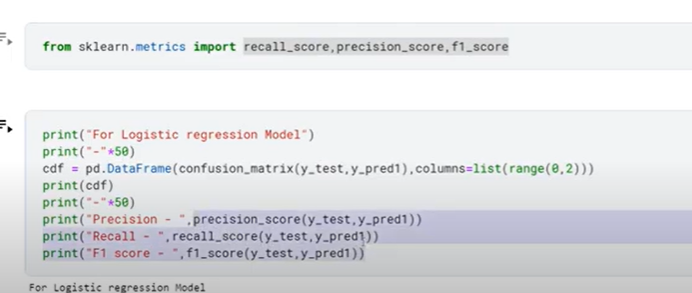 from sklearn.metrics import recall_score,precision_score,f1_score
print("For Logistic regression Model")
print("-"*50)
cdf = pd.DataFrame(confusion_matrix(y_test,y_pred1),columns=list(range(0,2)))
print(cdf)
print("-"*50)
print("Precision - ",precision_score(y_test,y_pred1))
print("Recall - ",recall_score(y_test,y_pred1))
print("F1 score - ",f1_score(y_test,y_pred1))
For Logistic regression Model